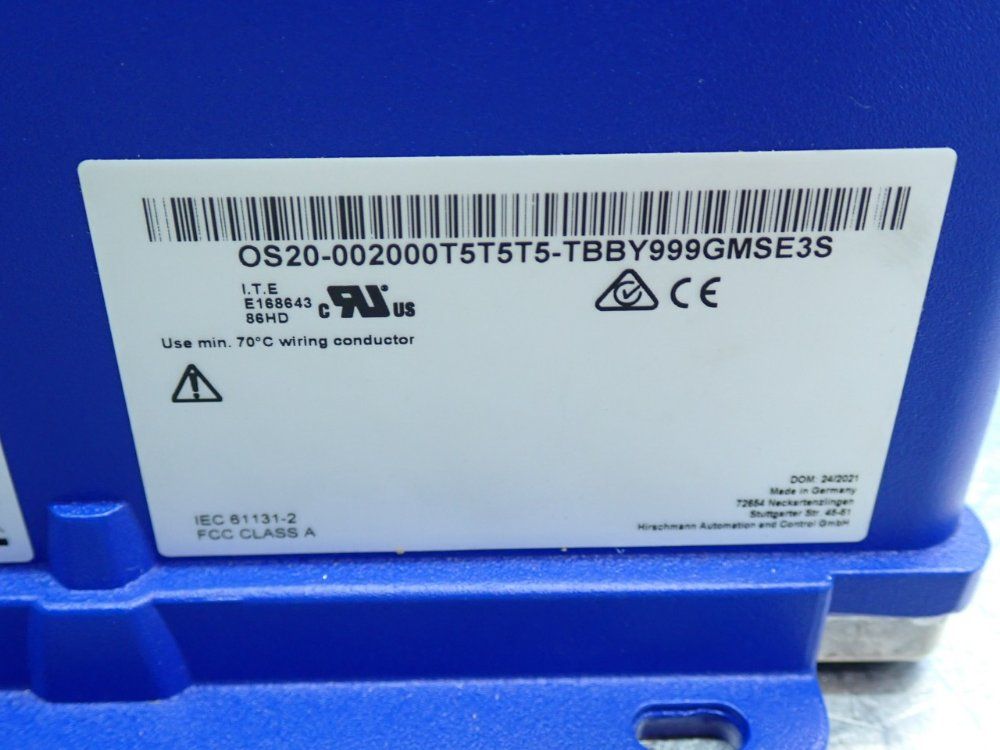 OS20-002000T5T5T5-TBBY999GMSE3S
I.T.E
E168643
86HD
C RU US
CE
Use min. 70°C wiring conductor
IEC 61131-2
FCC CLASS A
DOM: 24/2021
Made in Germany
72654 Neckartenzlingen
Stuttgarter Str. 45-51
Hirschmann Automation and Control GmbH